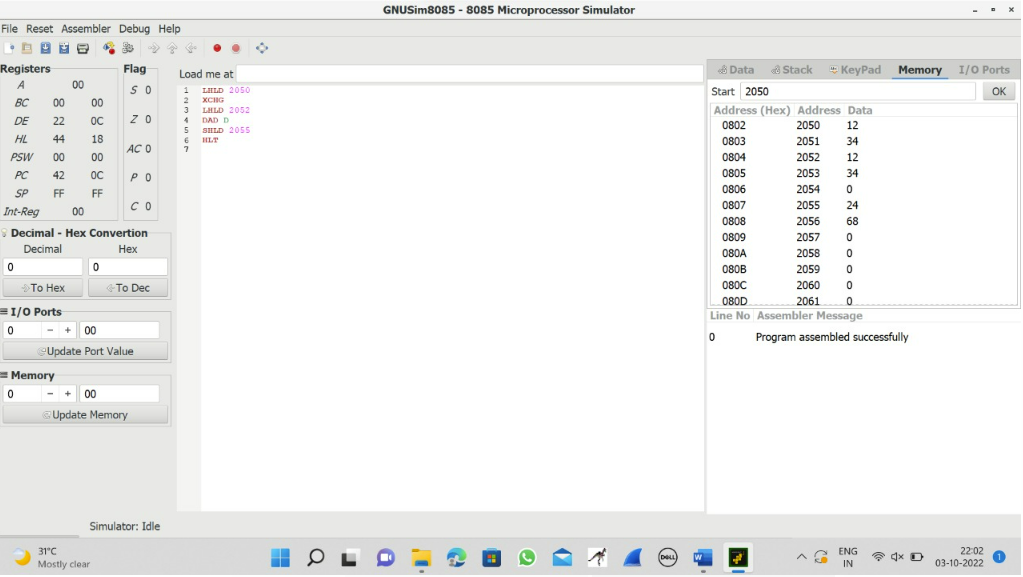 GNUSim8085 - 8085 Microprocessor Simulator
File Reset Assembler Debug Help
Registers
A 00
BC 00 00
DE 22 0C
HL 44 18
PSW 00 00
PC 42 0C
SP FF FF
Int-Reg 00
Flag
S 0
Z 0
AC 0
P 0
C 0
Decimal - Hex Convertion
Decimal Hex
0 0
To Hex To Dec
I/O Ports
0 - + 00
Update Port Value
Memory
0 - + 00
Update Memory
Load me at
1 LHLD 2050
2 XCHG
3 LHLD 2052
4 DAD D
5 SHLD 2055
6 HLT
7
Data Stack KeyPad Memory I/O Ports
Start 2050 OK
Address (Hex) Address Data
0802 2050 12
0803 2051 34
0804 2052 12
0805 2053 34
0806 2054 0
0807 2055 24
0808 2056 68
0809 2057 0
080A 2058 0
080B 2059 0
080C 2060 0
080D 2061 0
Line No Assembler Message
0 Program assembled successfully
Simulator: Idle
31°C
Mostly clear
DELL
W
ENG
IN
22:02
03-10-2022
1